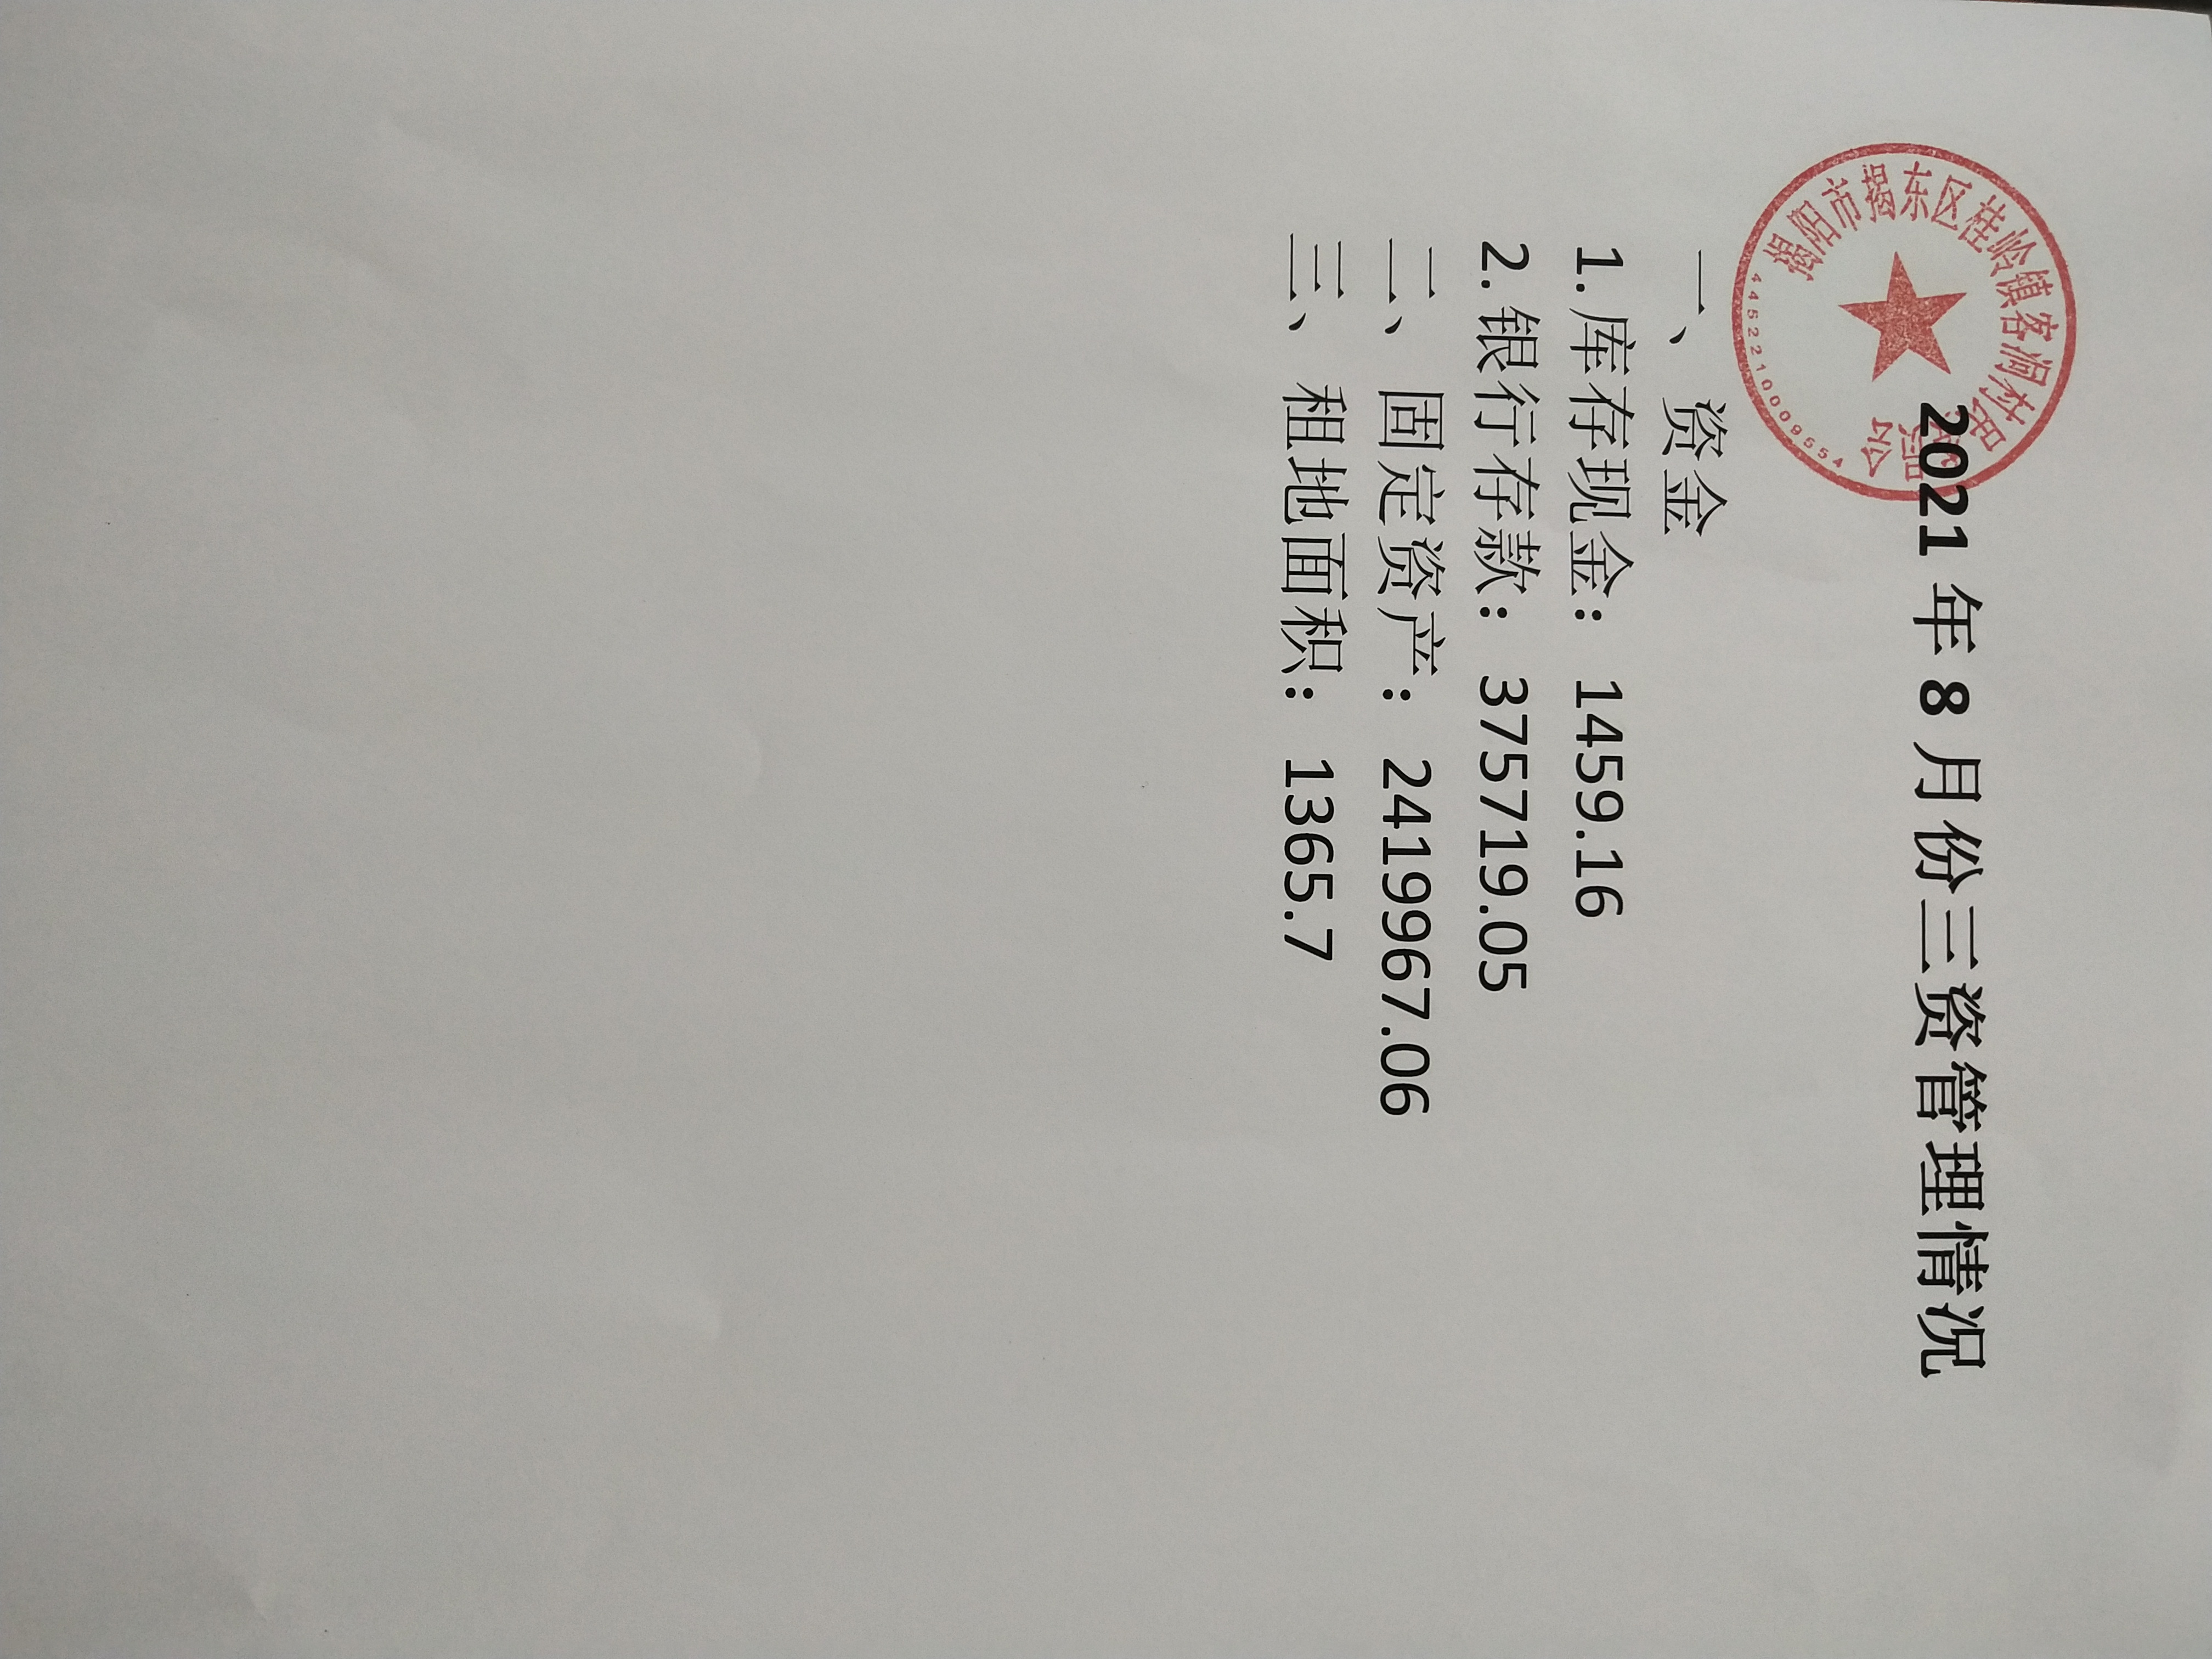 揭阳市揭东区桂岭镇客洞村
4452210009654
2021 年 8 月份三资管理情况
一、 资金
1.库存现金： 1459.16
2.银行存款： 375719.05
二、 固定资产： 2419967.06
三、 租地面积： 1365.7